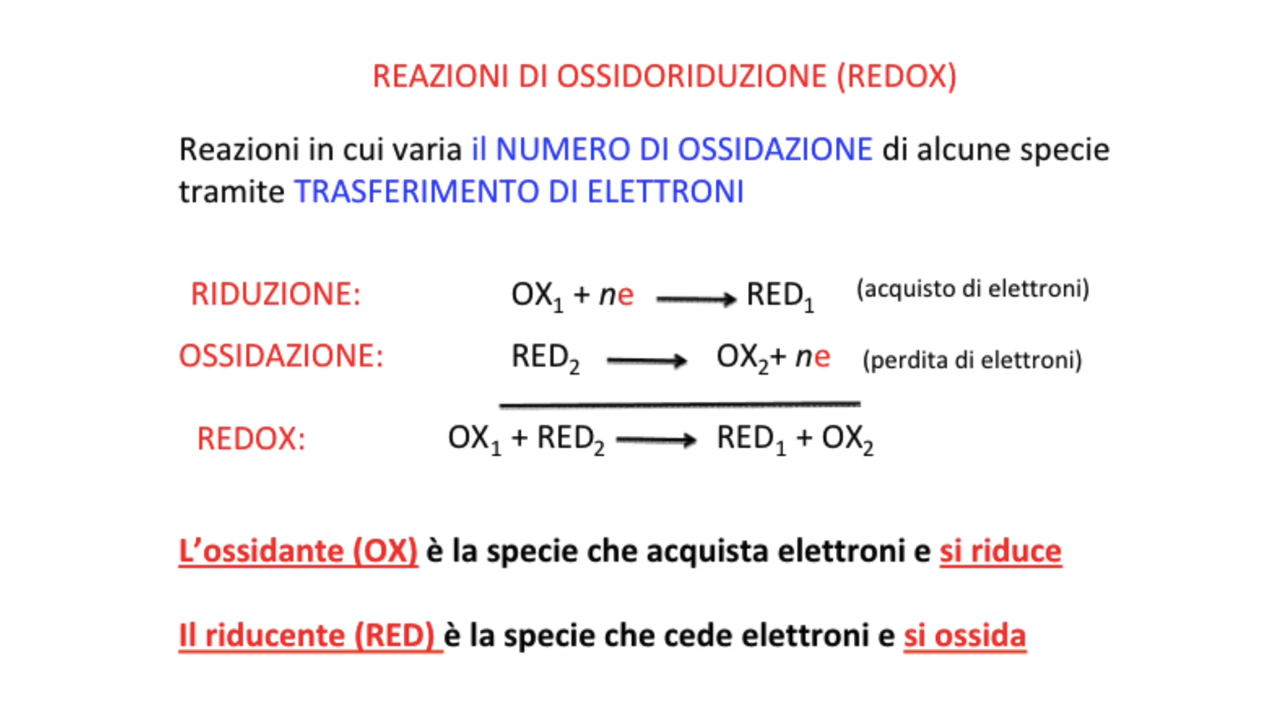 REAZIONI DI OSSIDORIDUZIONE (REDOX)
Reazioni in cui varia il NUMERO DI OSSIDAZIONE di alcune specie
tramite TRASFERIMENTO DI ELETTRONI
RIDUZIONE: OX₁ + ne ⟶ RED₁ (acquisto di elettroni)
OSSIDAZIONE: RED₂ ⟶ OX₂+ ne (perdita di elettroni)
REDOX: OX₁ + RED₂ ⟶ RED₁ + OX₂
L’ossidante (OX) è la specie che acquista elettroni e si riduce
Il riducente (RED) è la specie che cede elettroni e si ossida